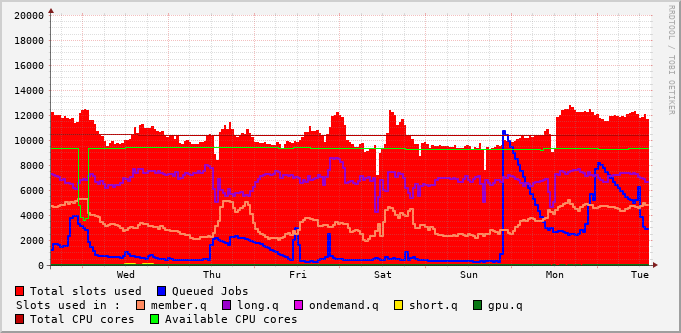 RRDTOOL / TOBI OETIKER
20000
18000
16000
14000
12000
10000
8000
6000
4000
2000
0
Wed Thu Fri Sat Sun Mon Tue
Total slots used Queued Jobs
Slots used in : member.q long.q ondemand.q short.q gpu.q
Total CPU cores Available CPU cores